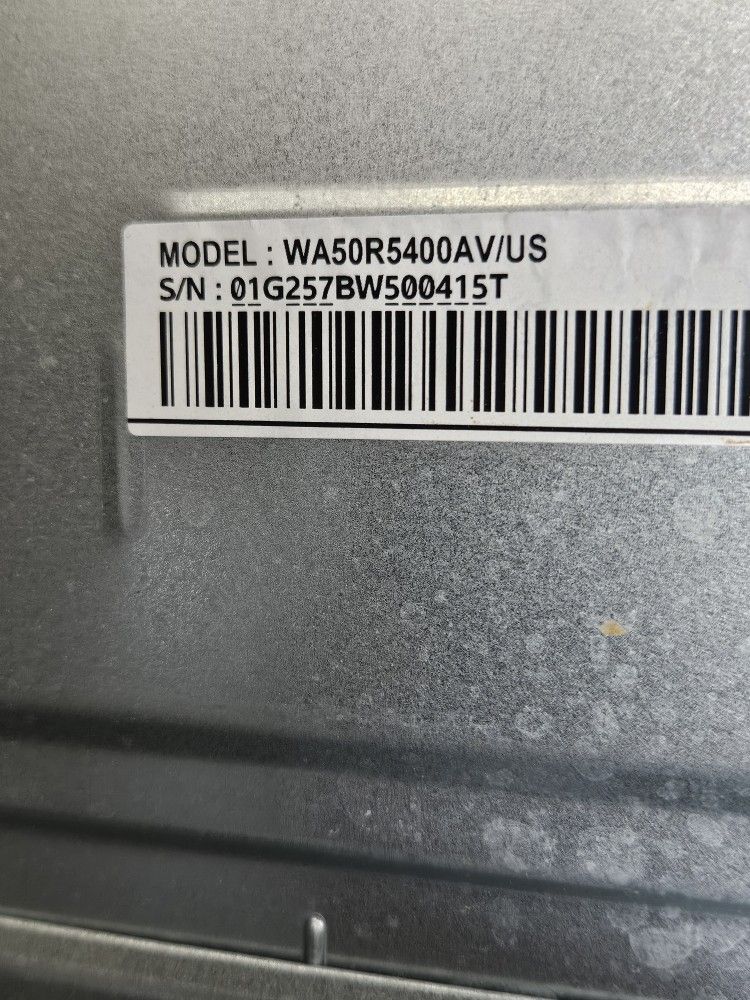 MODEL : WA50R5400AV/US
S/N : 01G257BW500415T